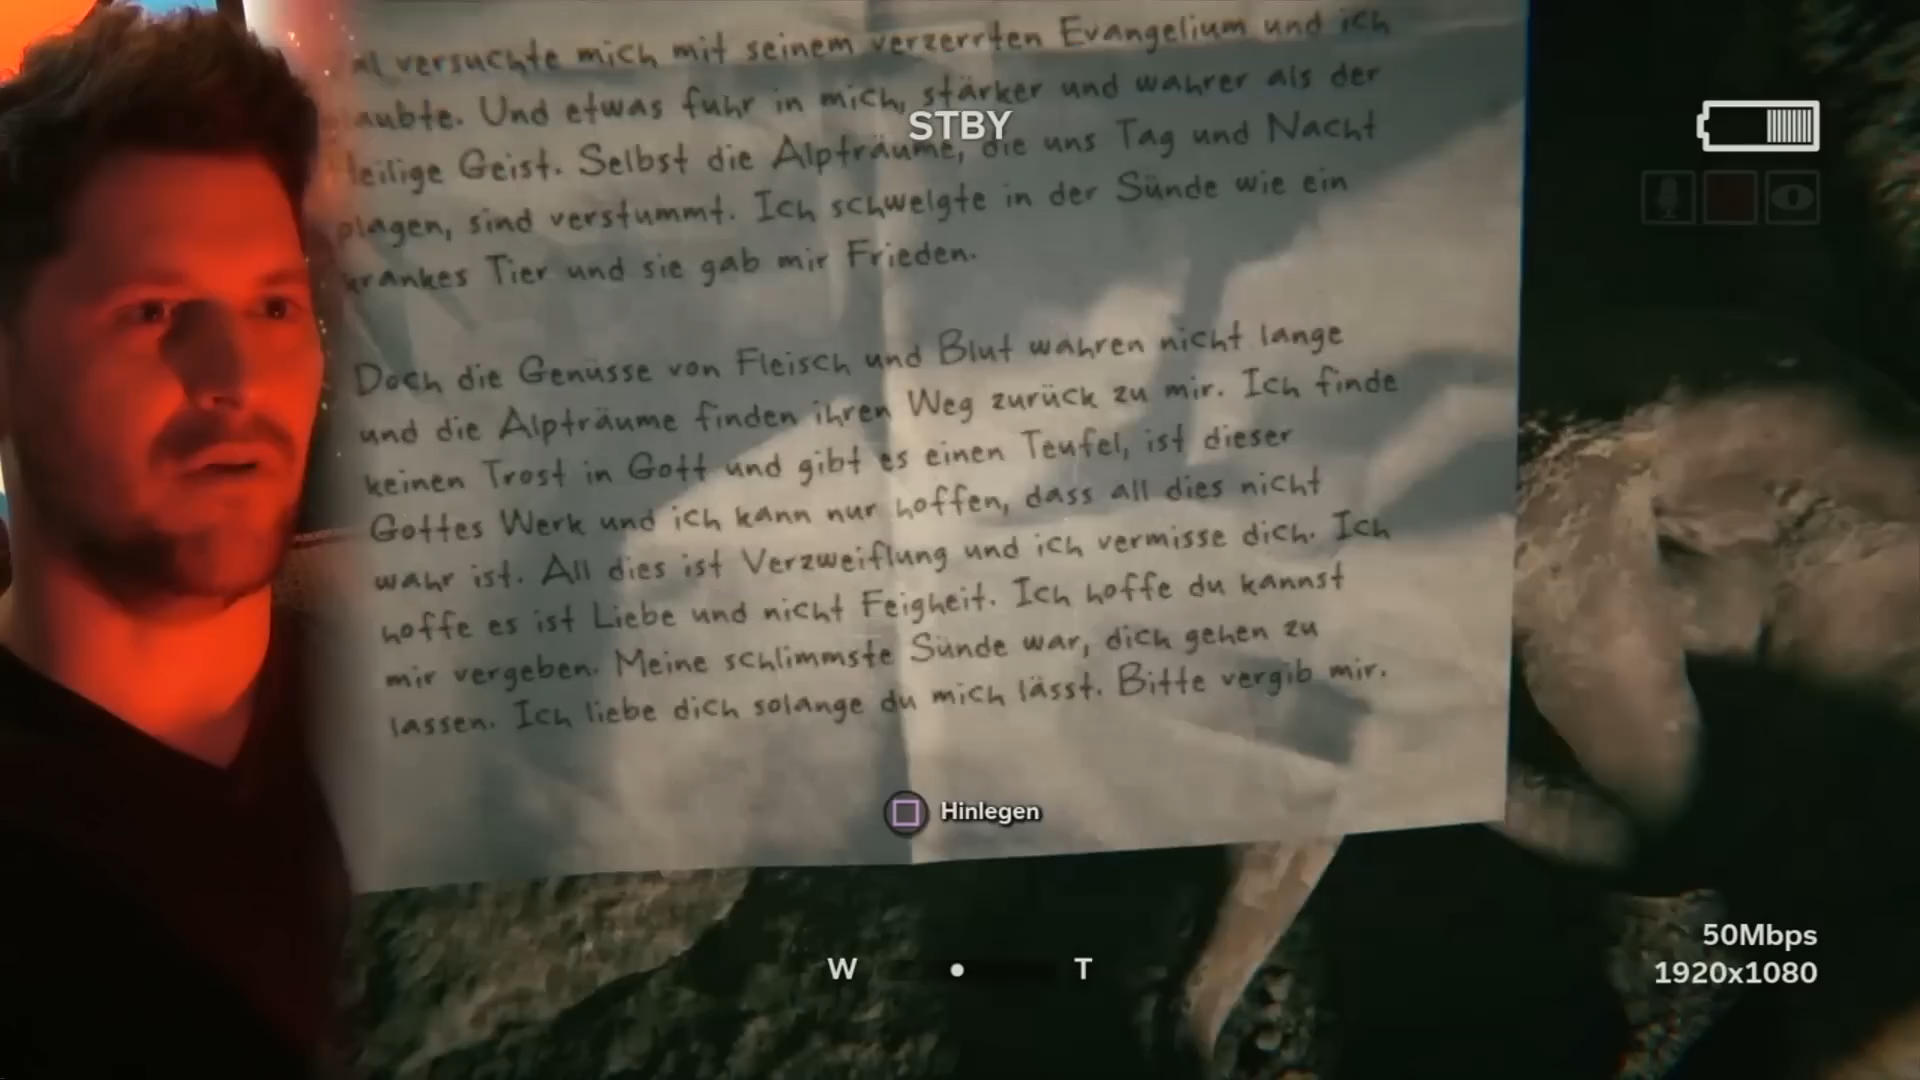 al versuchte mich mit seinem verzerrten Evangelium und ich
aubte. Und etwas fuhr in mich, stärker und wahrer als der
STBY
eilige Geist. Selbst die Alpträume, die uns Tag und Nacht
plagen, sind verstummt. Ich schwelgte in der Sünde wie ein
krankes Tier und sie gab mir Frieden.
Doch die Genüsse von Fleisch und Blut wahren nicht lange
und die Alpträume finden ihren Weg zurück zu mir. Ich finde
keinen Trost in Gott und gibt es einen Teufel, ist dieser
Gottes Werk und ich kann nur hoffen, dass all dies nicht
wahr ist. All dies ist Verzweiflung und ich vermisse dich. Ich
hoffe es ist Liebe und nicht Feigheit. Ich hoffe du kannst
mir vergeben. Meine schlimmste Sünde war, dich gehen zu
lassen. Ich liebe dich solange du mich lässt. Bitte vergib mir.
Hinlegen
W T
50Mbps
1920x1080